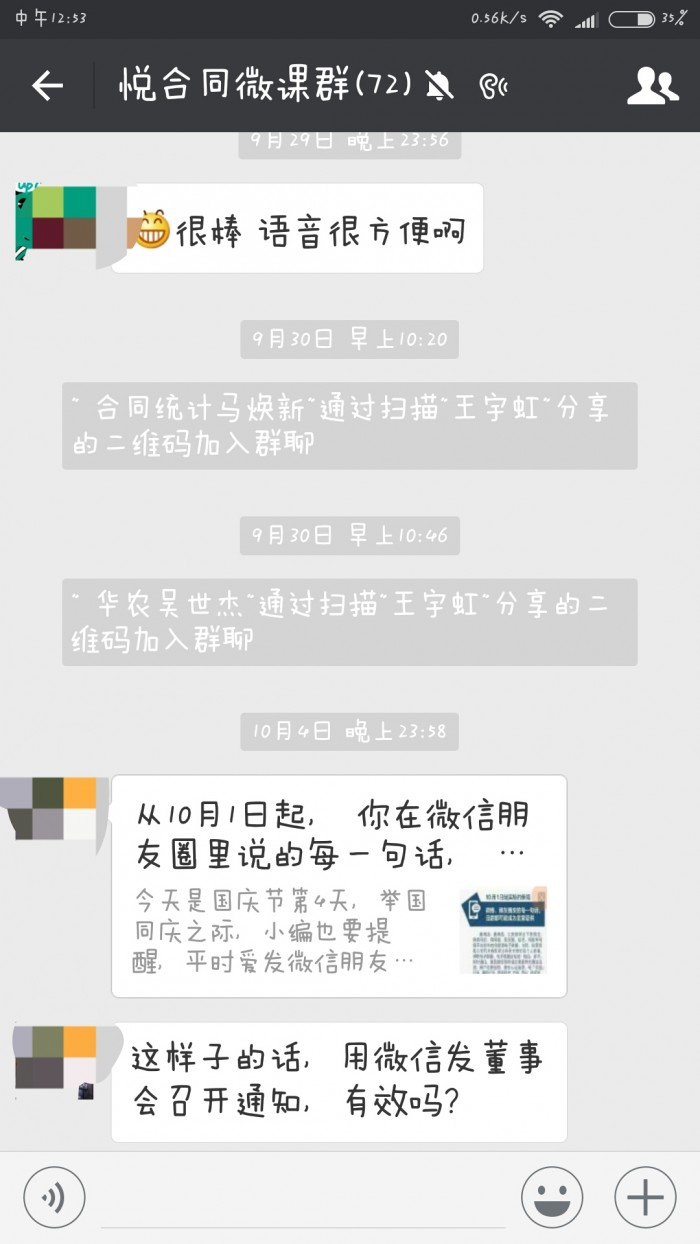 中午12:53
0.56K/s
35%
悦合同微课群(72)
9月29日 晚上23:56
很棒 语音很方便啊
9月30日 早上10:20
" 合同统计马焕新"通过扫描"王宇虹"分享
的二维码加入群聊
9月30日 早上10:46
" 华农吴世杰"通过扫描"王宇虹"分享的二
维码加入群聊
10月4日 晚上23:58
从10月1日起， 你在微信朋
友圈里说的每一句话， …
今天是国庆节第4天，举国
同庆之际，小编也要提
醒，平时爱发微信朋友…
这样子的话， 用微信发董事
会召开通知， 有效吗？